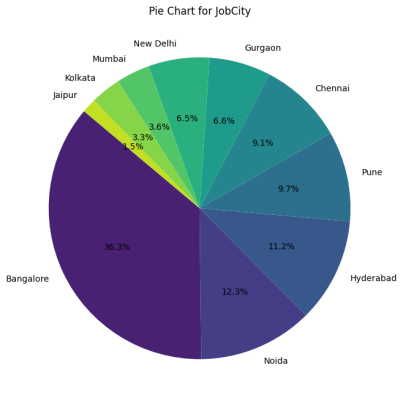 Pie Chart for JobCity
New Delhi
Mumbai
Kolkata
Jaipur
Gurgaon
Chennai
Pune
Hyderabad
Noida
Bangalore
6.5%
3.6%
3.3%
1.5%
6.6%
9.1%
9.7%
11.2%
12.3%
36.3%